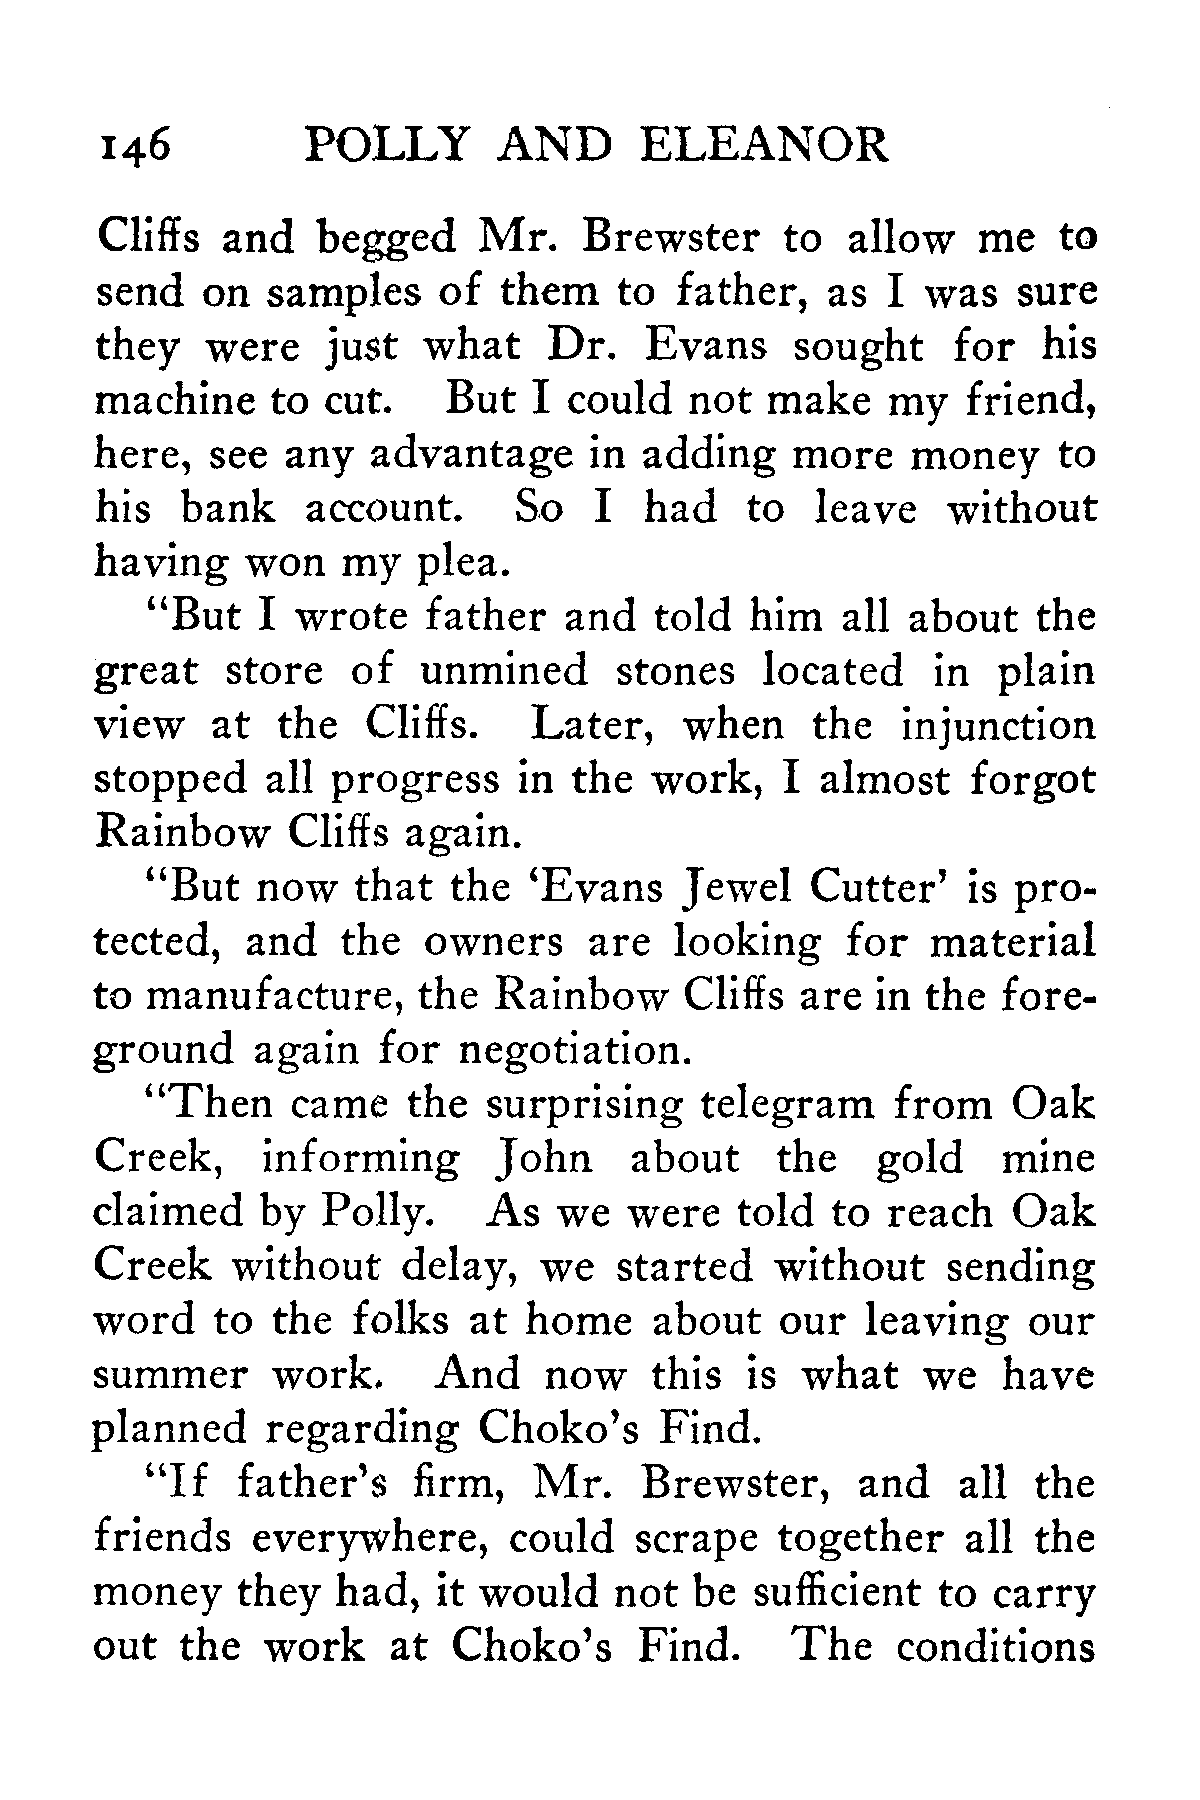 146 POLLY AND ELEANOR
Cliffs and begged Mr. Brewster to allow me to
send on samples of them to father, as I was sure
they were just what Dr. Evans sought for his
machine to cut. But I could not make my friend,
here, see any advantage in adding more money to
his bank account. So I had to leave without
having won my plea.
“But I wrote father and told him all about the
great store of unmined stones located in plain
view at the Cliffs. Later, when the injunction
stopped all progress in the work, I almost forgot
Rainbow Cliffs again.
“But now that the ‘Evans Jewel Cutter’ is pro-
tected, and the owners are looking for material
to manufacture, the Rainbow Cliffs are in the fore-
ground again for negotiation.
“Then came the surprising telegram from Oak
Creek, informing John about the gold mine
claimed by Polly. As we were told to reach Oak
Creek without delay, we started without sending
word to the folks at home about our leaving our
summer work. And now this is what we have
planned regarding Choko’s Find.
“If father’s firm, Mr. Brewster, and all the
friends everywhere, could scrape together all the
money they had, it would not be sufficient to carry
out the work at Choko’s Find. The conditions